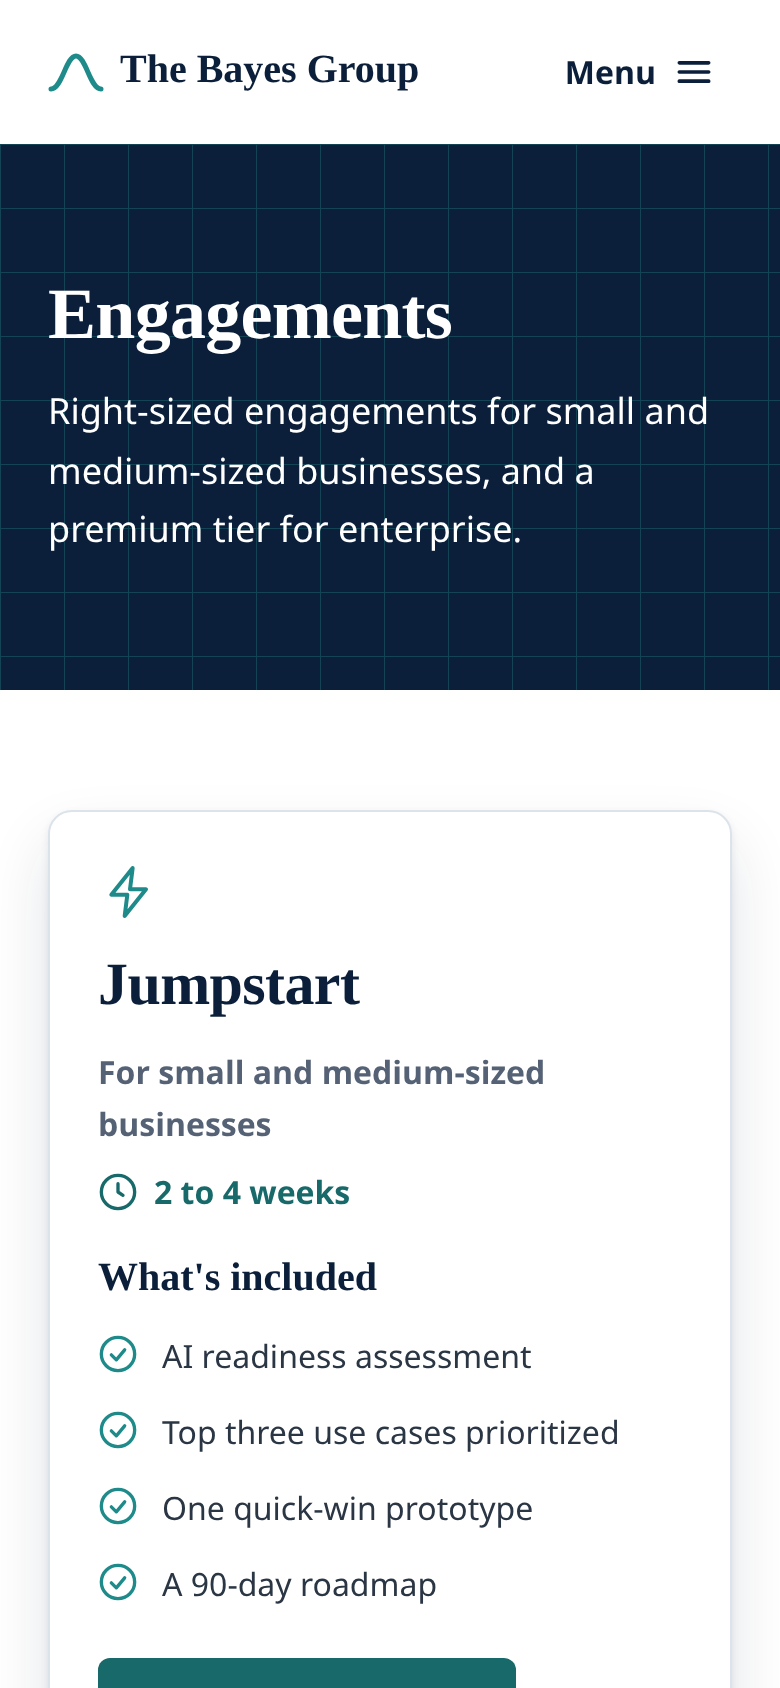 The Bayes Group
Menu
Engagements
Right-sized engagements for small and
medium-sized businesses, and a
premium tier for enterprise.
Jumpstart
For small and medium-sized
businesses
2 to 4 weeks
What's included
AI readiness assessment
Top three use cases prioritized
One quick-win prototype
A 90-day roadmap